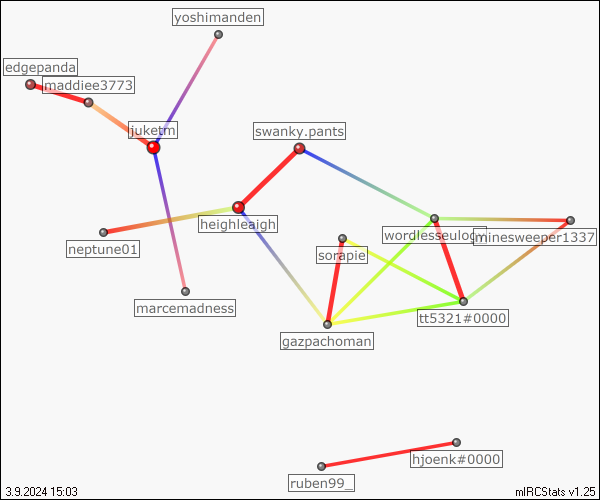 yoshimanden
edgepanda
maddiee3773
juketm
swanky.pants
heighleaigh
wordlesseulogy
minesweeper1337
neptune01
sorapie
marcemadness
tt5321#0000
gazpachoman
hjoenk#0000
ruben99_
3.9.2024 15:03
mIRCStats v1.25